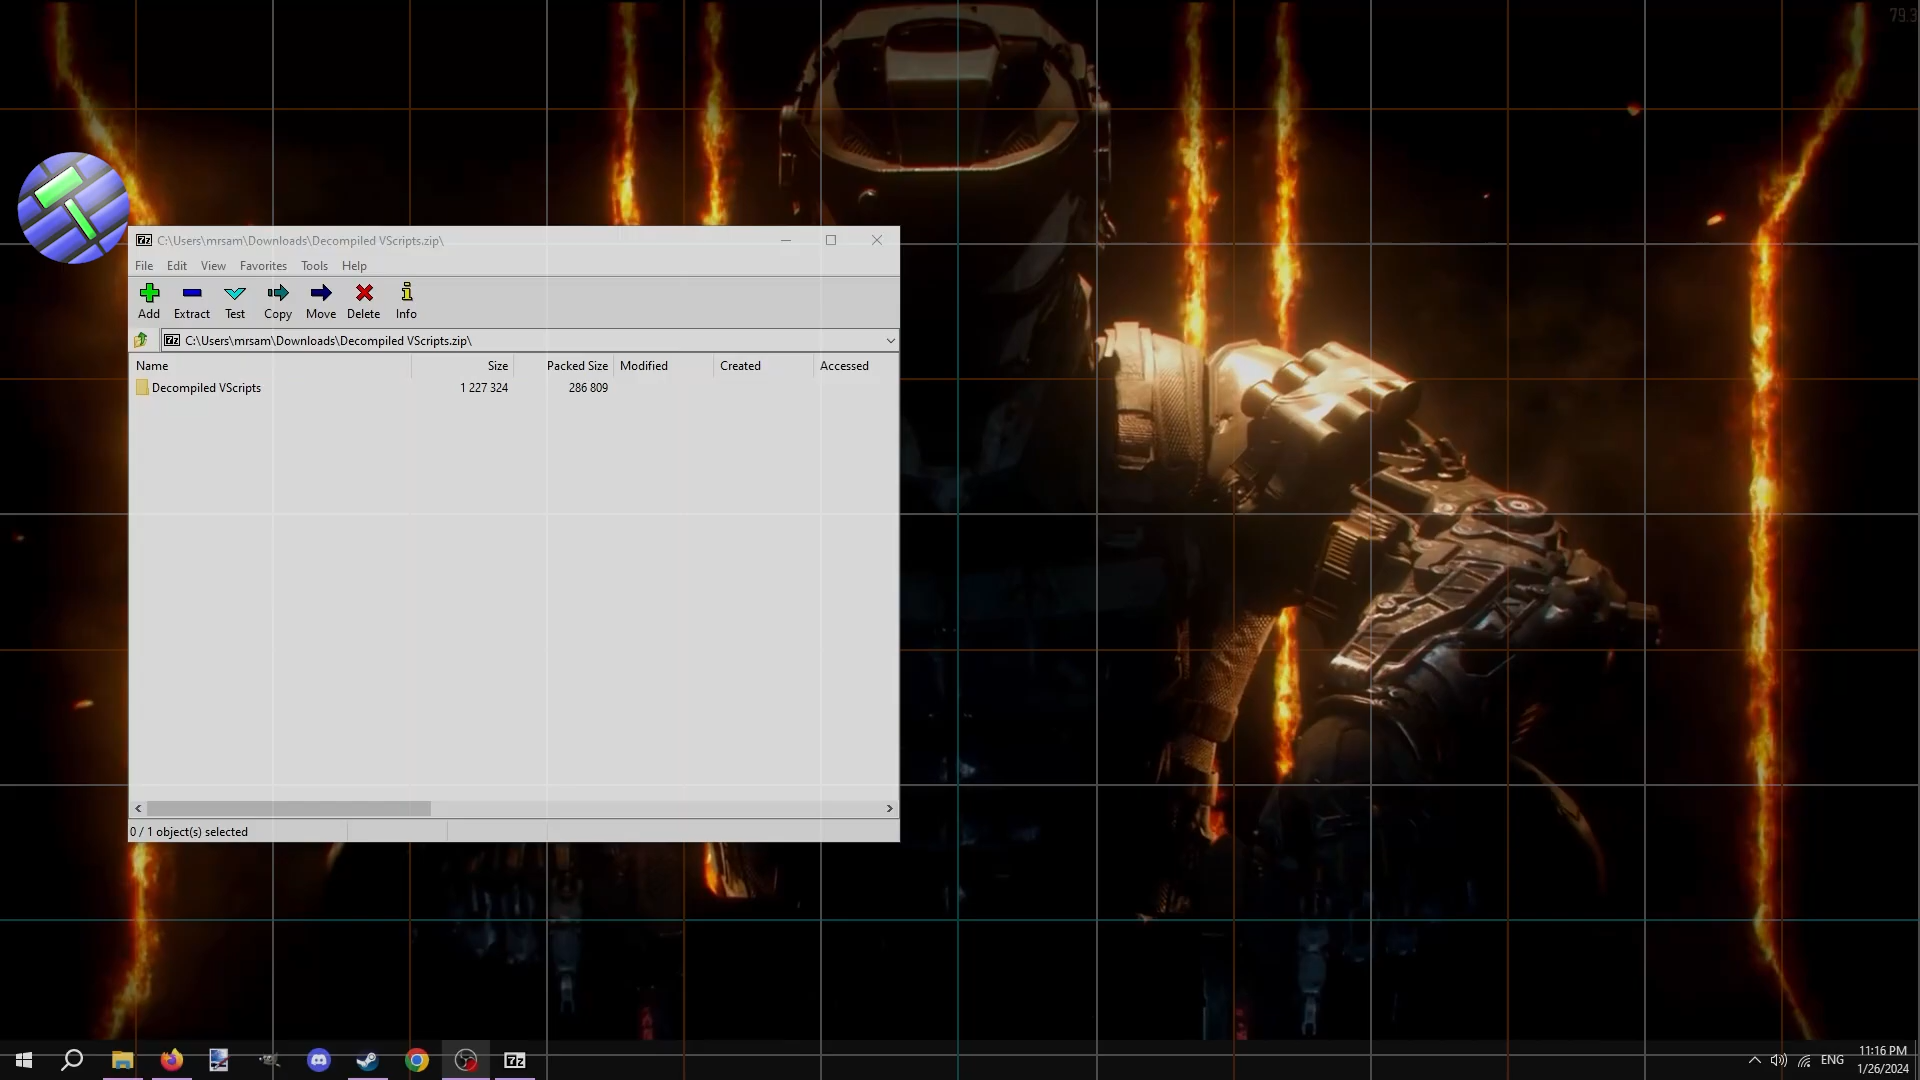 79.3
C:\Users\mrsam\Downloads\Decompiled VScripts.zip\
File Edit View Favorites Tools Help
Add Extract Test Copy Move Delete Info
C:\Users\mrsam\Downloads\Decompiled VScripts.zip\
Name Size Packed Size Modified Created Accessed
Decompiled VScripts 1 227 324 286 809
0 / 1 object(s) selected
ENG
11:16 PM
1/26/2024